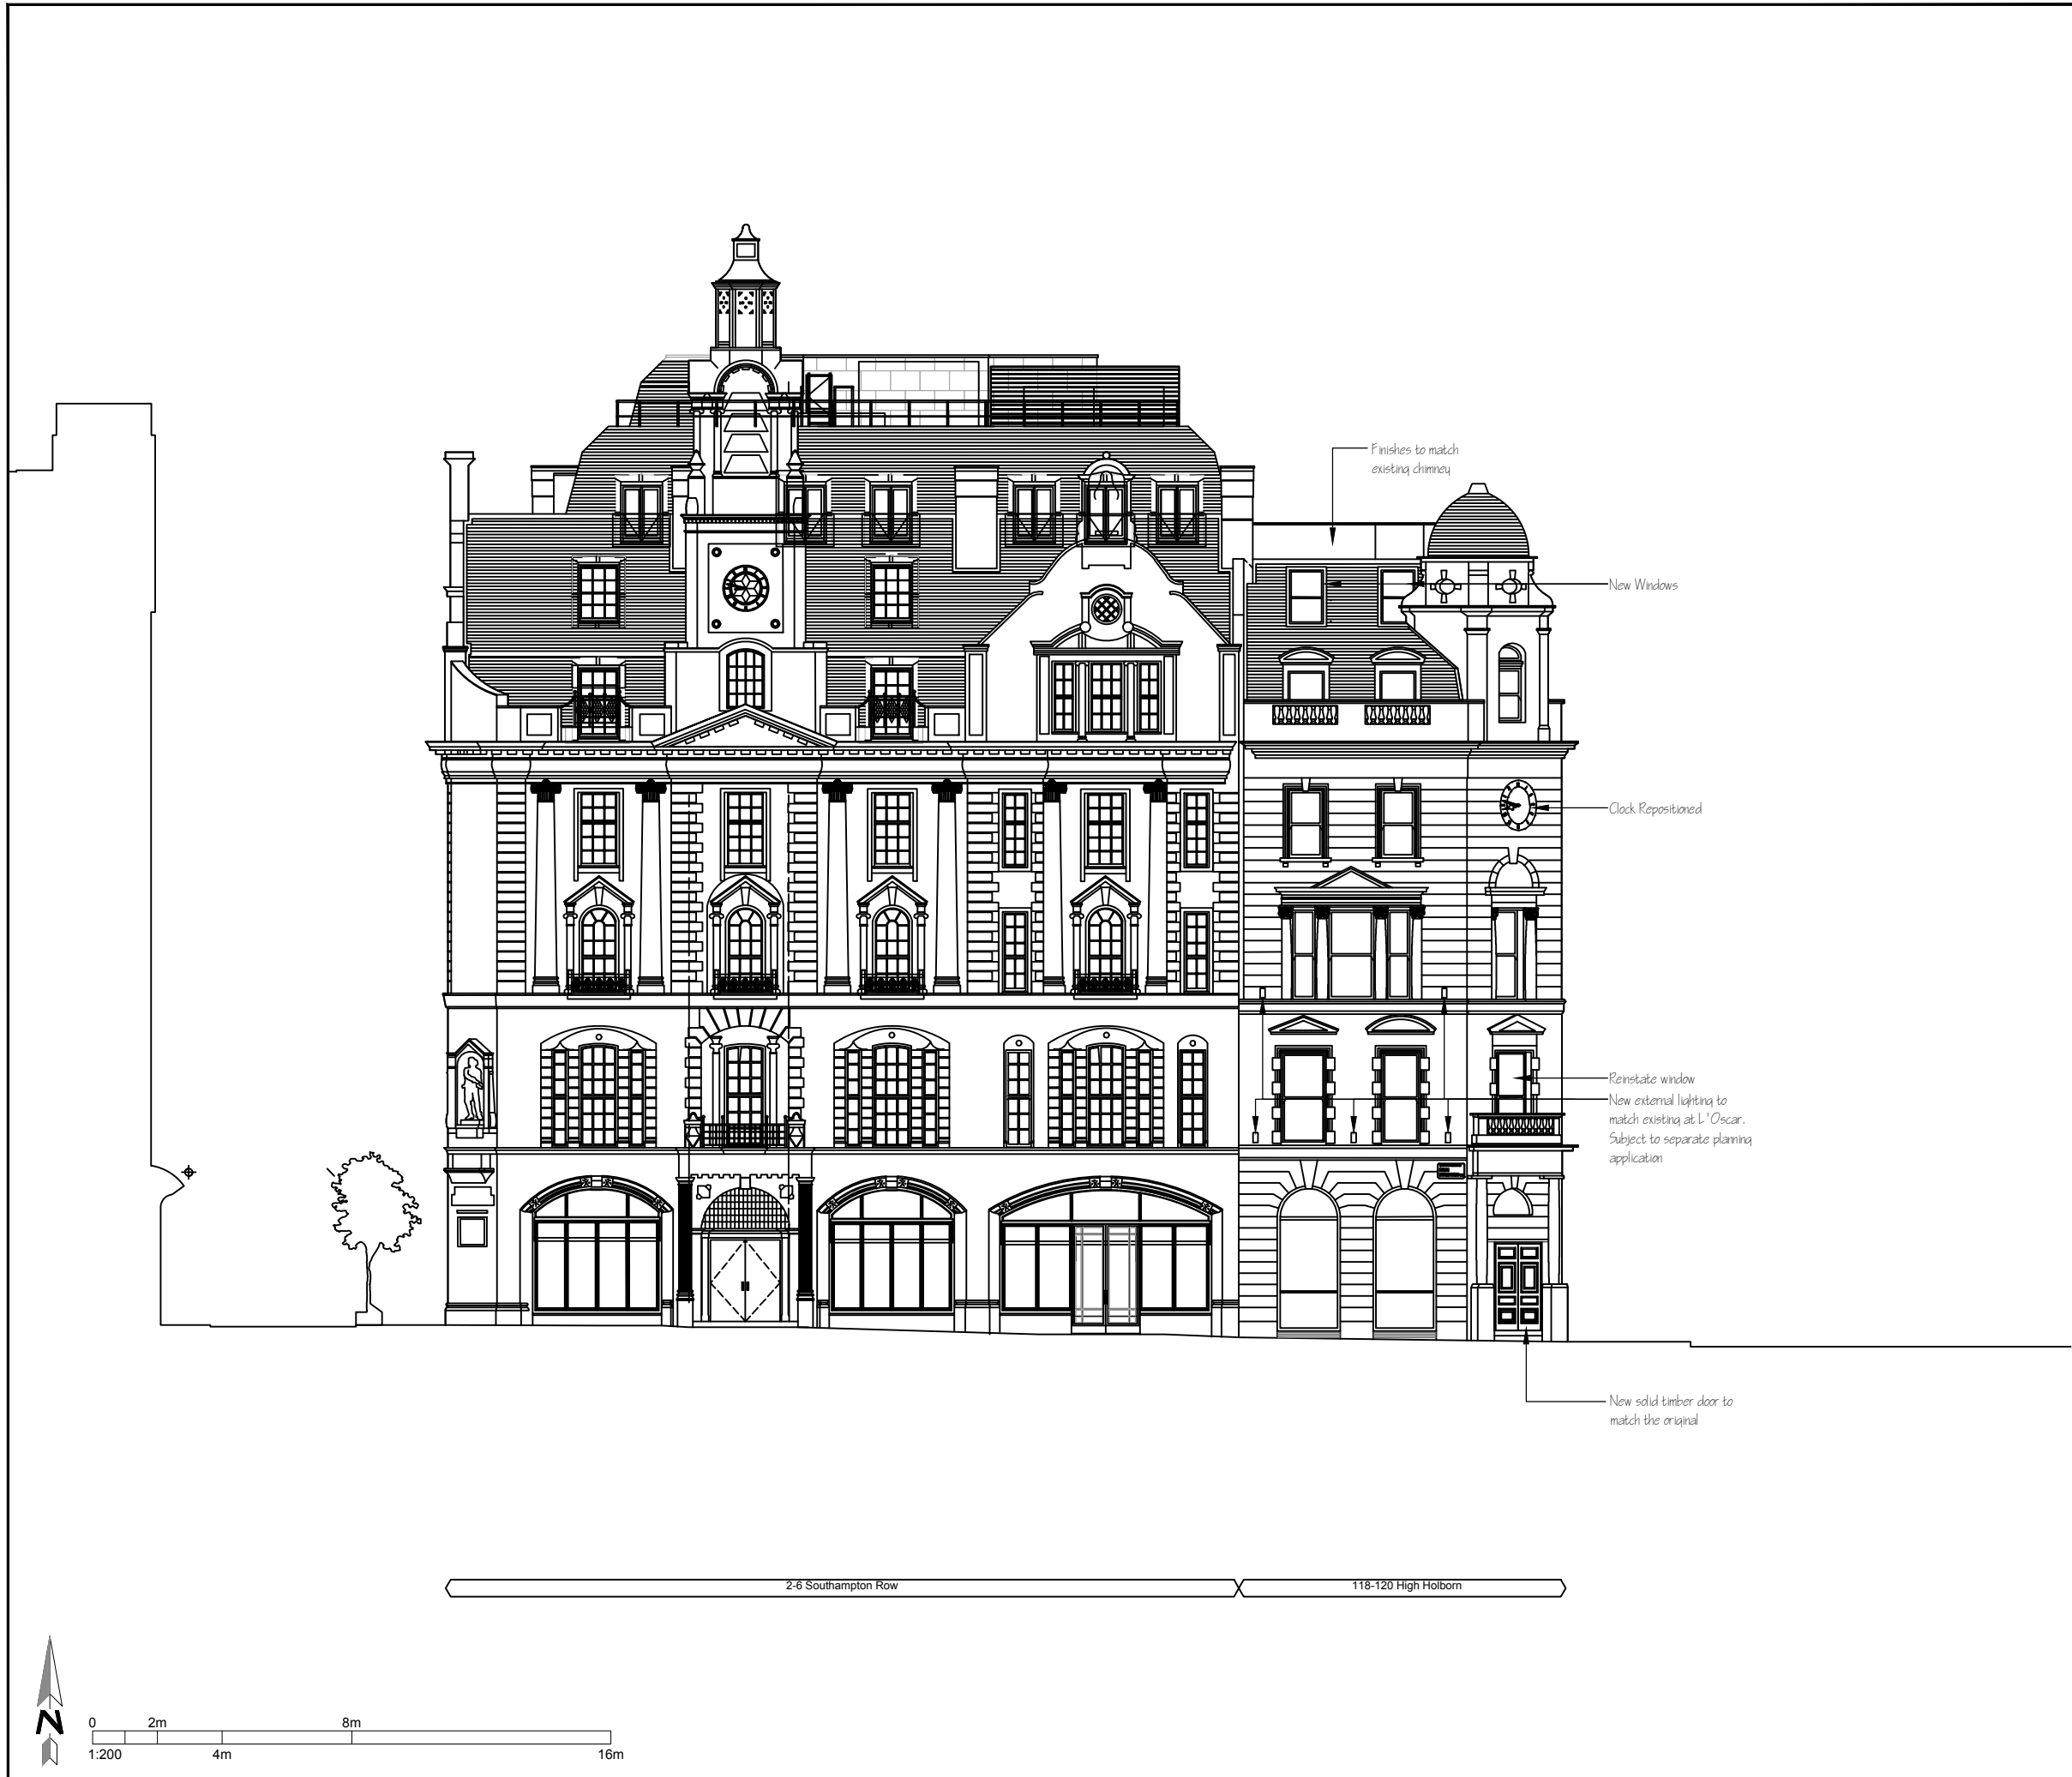 Finishes to match
existing chimney
New Windows
Clock Repositioned
Reinstate window
New external lighting to
match existing at L'Oscar.
Subject to separate planning
application
New solid timber door to
match the original
2-6 Southampton Row
118-120 High Holborn
N
0 2m 8m
1:200 4m 16m